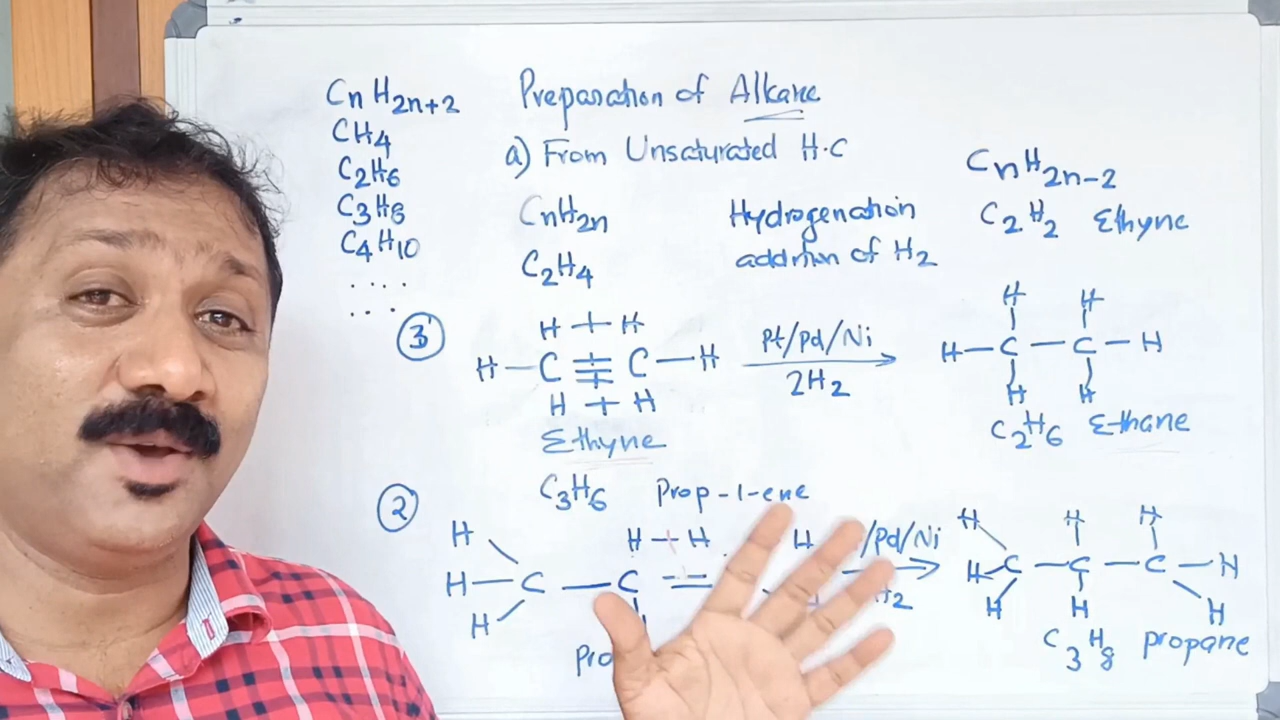 CnH2n+2
CH4
C2H6
C3H8
C4H10
. . . .
. . .
Preparation of Alkane
a) From Unsaturated H.C
CnH2n
C2H4
Hydrogenation
addition of H2
CnH2n-2
C2H2 Ethyne
3
H + H
H—C≡C—H
H + H
Ethyne
Pt/Pd/Ni
2H2
H H
H—C—C—H
H H
C2H6 Ethane
2
C3H6 Prop-1-ene
H
H—C—C=
H
H—H
H
/Pd/Ni
H2
H H H
H—C—C—C—H
H H H
C3H8 propane